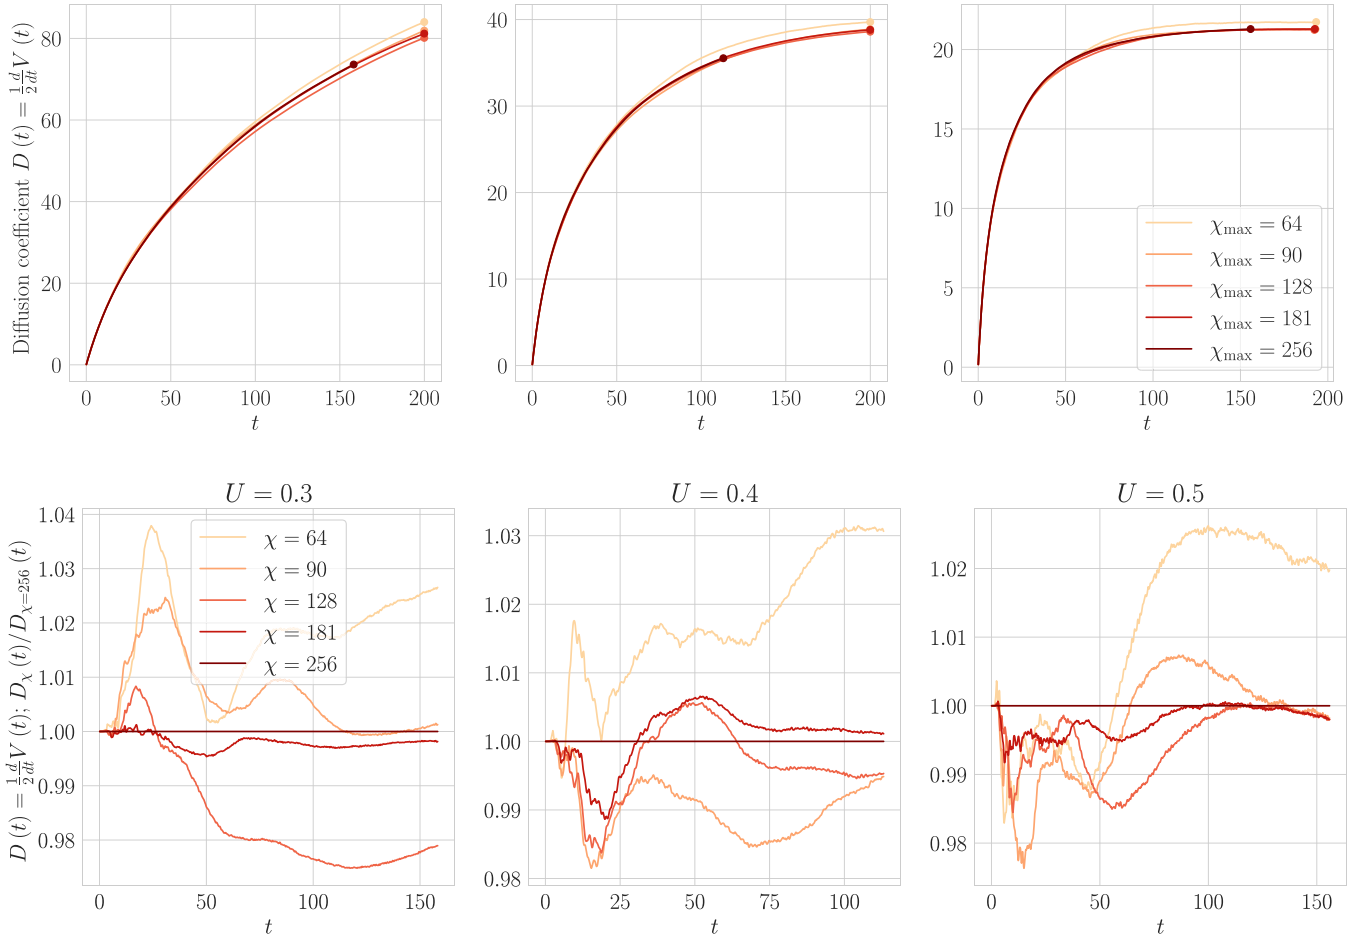 Diffusion coefficient D (t) = 1/2 d/dt V (t)
80
60
40
20
0
0 50 100 150 200
t
40
30
20
10
0
0 50 100 150 200
t
20
15
10
5
0
0 50 100 150 200
t
χmax = 64
χmax = 90
χmax = 128
χmax = 181
χmax = 256
D (t) = 1/2 d/dt V (t); Dχ (t)/Dχ=256 (t)
U = 0.3
1.04
1.03
1.02
1.01
1.00
0.99
0.98
0 50 100 150
t
χ = 64
χ = 90
χ = 128
χ = 181
χ = 256
U = 0.4
1.03
1.02
1.01
1.00
0.99
0.98
0 25 50 75 100
t
U = 0.5
1.02
1.01
1.00
0.99
0.98
0 50 100 150
t